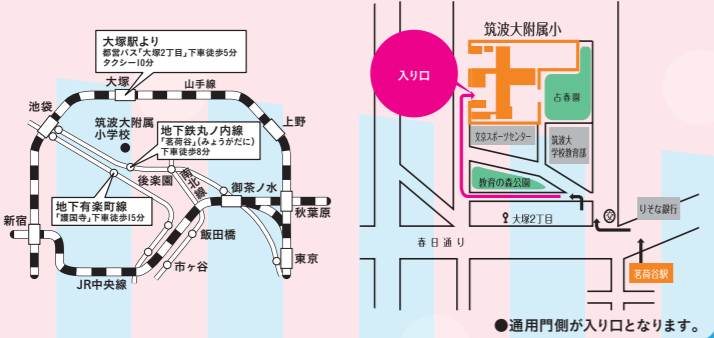 大塚駅より
都営バス「大塚2丁目」下車徒歩5分
タクシー10分
大塚
山手線
池袋
筑波大附属
小学校
地下鉄丸ノ内線
「茗荷谷」（みょうがだに）
下車徒歩8分
上野
後楽園
南北線
御茶ノ水
地下鉄有楽町線
「護国寺」下車徒歩15分
秋葉原
新宿
飯田橋
市ヶ谷
東京
JR中央線
筑波大附属小
入り口
占春園
文京スポーツセンター
筑波大
学校教育部
教育の森公園
大塚2丁目
りそな銀行
春日通り
茗荷谷駅
●通用門側が入り口となります。